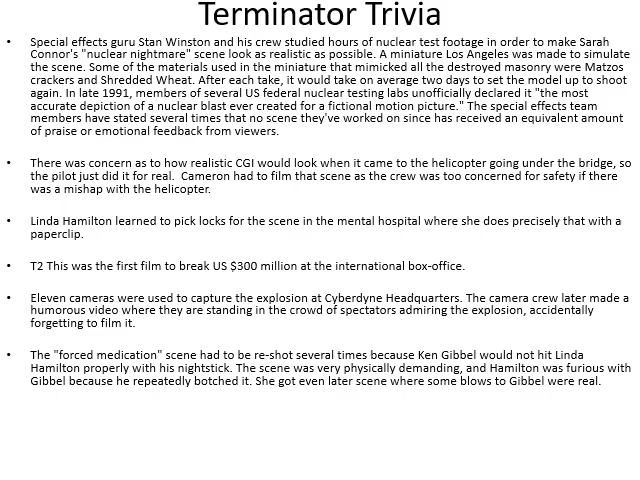 Terminator Trivia
• Special effects guru Stan Winston and his crew studied hours of nuclear test footage in order to make Sarah
Connor's "nuclear nightmare" scene look as realistic as possible. A miniature Los Angeles was made to simulate
the scene. Some of the materials used in the miniature that mimicked all the destroyed masonry were Matzos
crackers and Shredded Wheat. After each take, it would take on average two days to set the model up to shoot
again. In late 1991, members of several US federal nuclear testing labs unofficially declared it "the most
accurate depiction of a nuclear blast ever created for a fictional motion picture." The special effects team
members have stated several times that no scene they've worked on since has received an equivalent amount
of praise or emotional feedback from viewers.
• There was concern as to how realistic CGI would look when it came to the helicopter going under the bridge, so
the pilot just did it for real.  Cameron had to film that scene as the crew was too concerned for safety if there
was a mishap with the helicopter.
• Linda Hamilton learned to pick locks for the scene in the mental hospital where she does precisely that with a
paperclip.
• T2 This was the first film to break US $300 million at the international box-office.
• Eleven cameras were used to capture the explosion at Cyberdyne Headquarters. The camera crew later made a
humorous video where they are standing in the crowd of spectators admiring the explosion, accidentally
forgetting to film it.
• The "forced medication" scene had to be re-shot several times because Ken Gibbel would not hit Linda
Hamilton properly with his nightstick. The scene was very physically demanding, and Hamilton was furious with
Gibbel because he repeatedly botched it. She got even later scene where some blows to Gibbel were real.